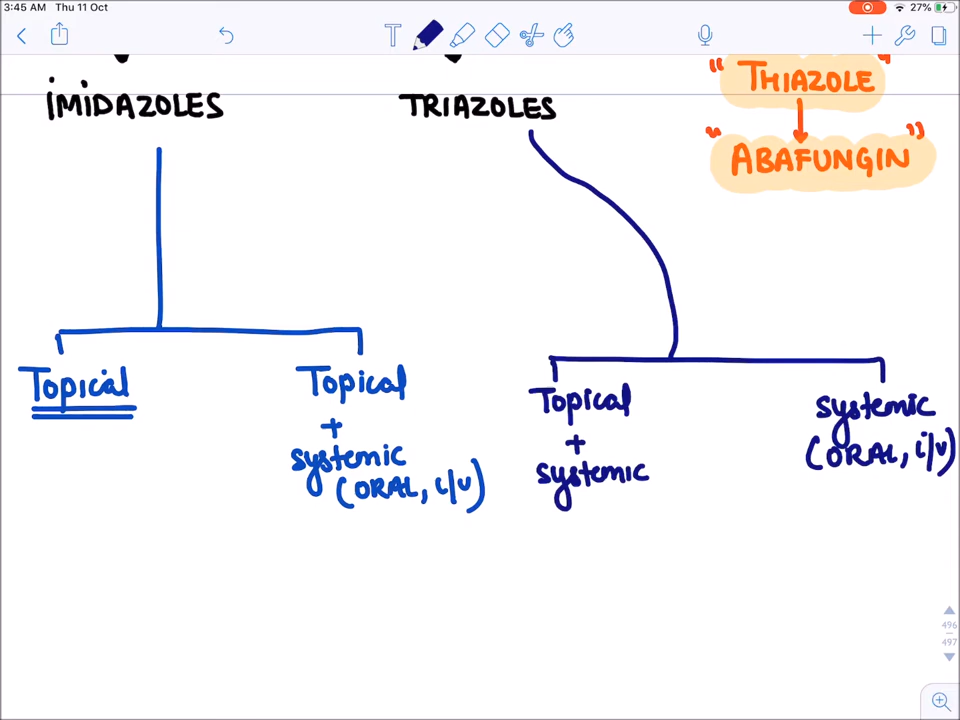 3:45 AM Thu 11 Oct
27%
T
IMIDAZOLES
TRIAZOLES
"THIAZOLE"
"ABAFUNGIN"
Topical
Topical
+
systemic
(ORAL, i/v)
Topical
+
systemic
systemic
(ORAL, i/v)
496
497